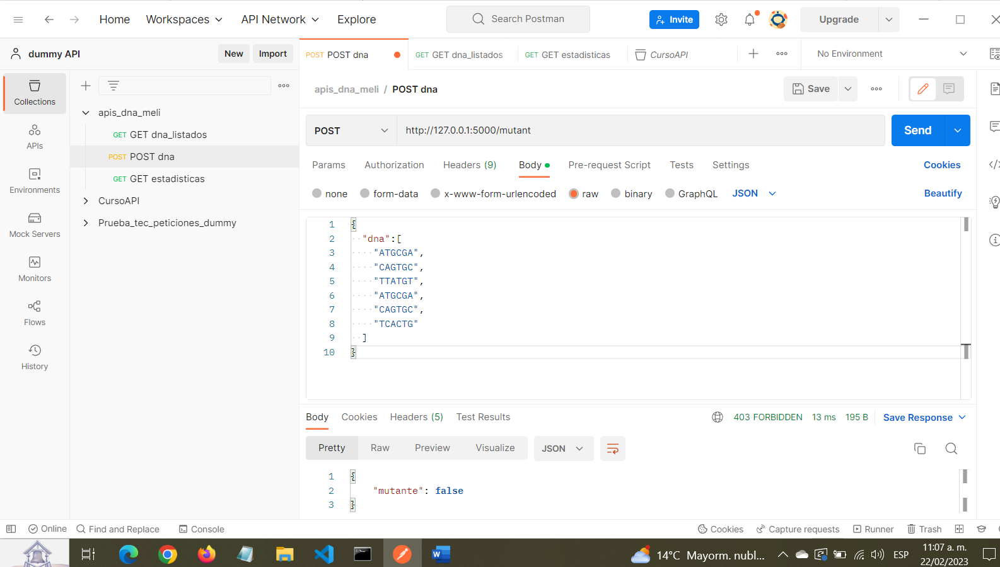 Home Workspaces API Network Explore Search Postman Invite Upgrade
dummy API New Import POST POST dna GET GET dna_listados GET GET estadisticas CursoAPI No Environment
Collections
APIs
Environments
Mock Servers
Monitors
Flows
History
apis_dna_meli
GET GET dna_listados
POST POST dna
GET GET estadisticas
CursoAPI
Prueba_tec_peticiones_dummy
apis_dna_meli / POST dna Save
POST http://127.0.0.1:5000/mutant Send
Params Authorization Headers (9) Body Pre-request Script Tests Settings Cookies
none form-data x-www-form-urlencoded raw binary GraphQL JSON Beautify
1 {
2 "dna":[
3 "ATGCGA",
4 "CAGTGC",
5 "TTATGT",
6 "ATGCGA",
7 "CAGTGC",
8 "TCACTG"
9 ]
10 }
Body Cookies Headers (5) Test Results 403 FORBIDDEN 13 ms 195 B Save Response
Pretty Raw Preview Visualize JSON
1 {
2 "mutante": false
3 }
Online Find and Replace Console Cookies Capture requests Runner Trash
14°C Mayorm. nubl... ESP 11:07 a. m.
22/02/2023